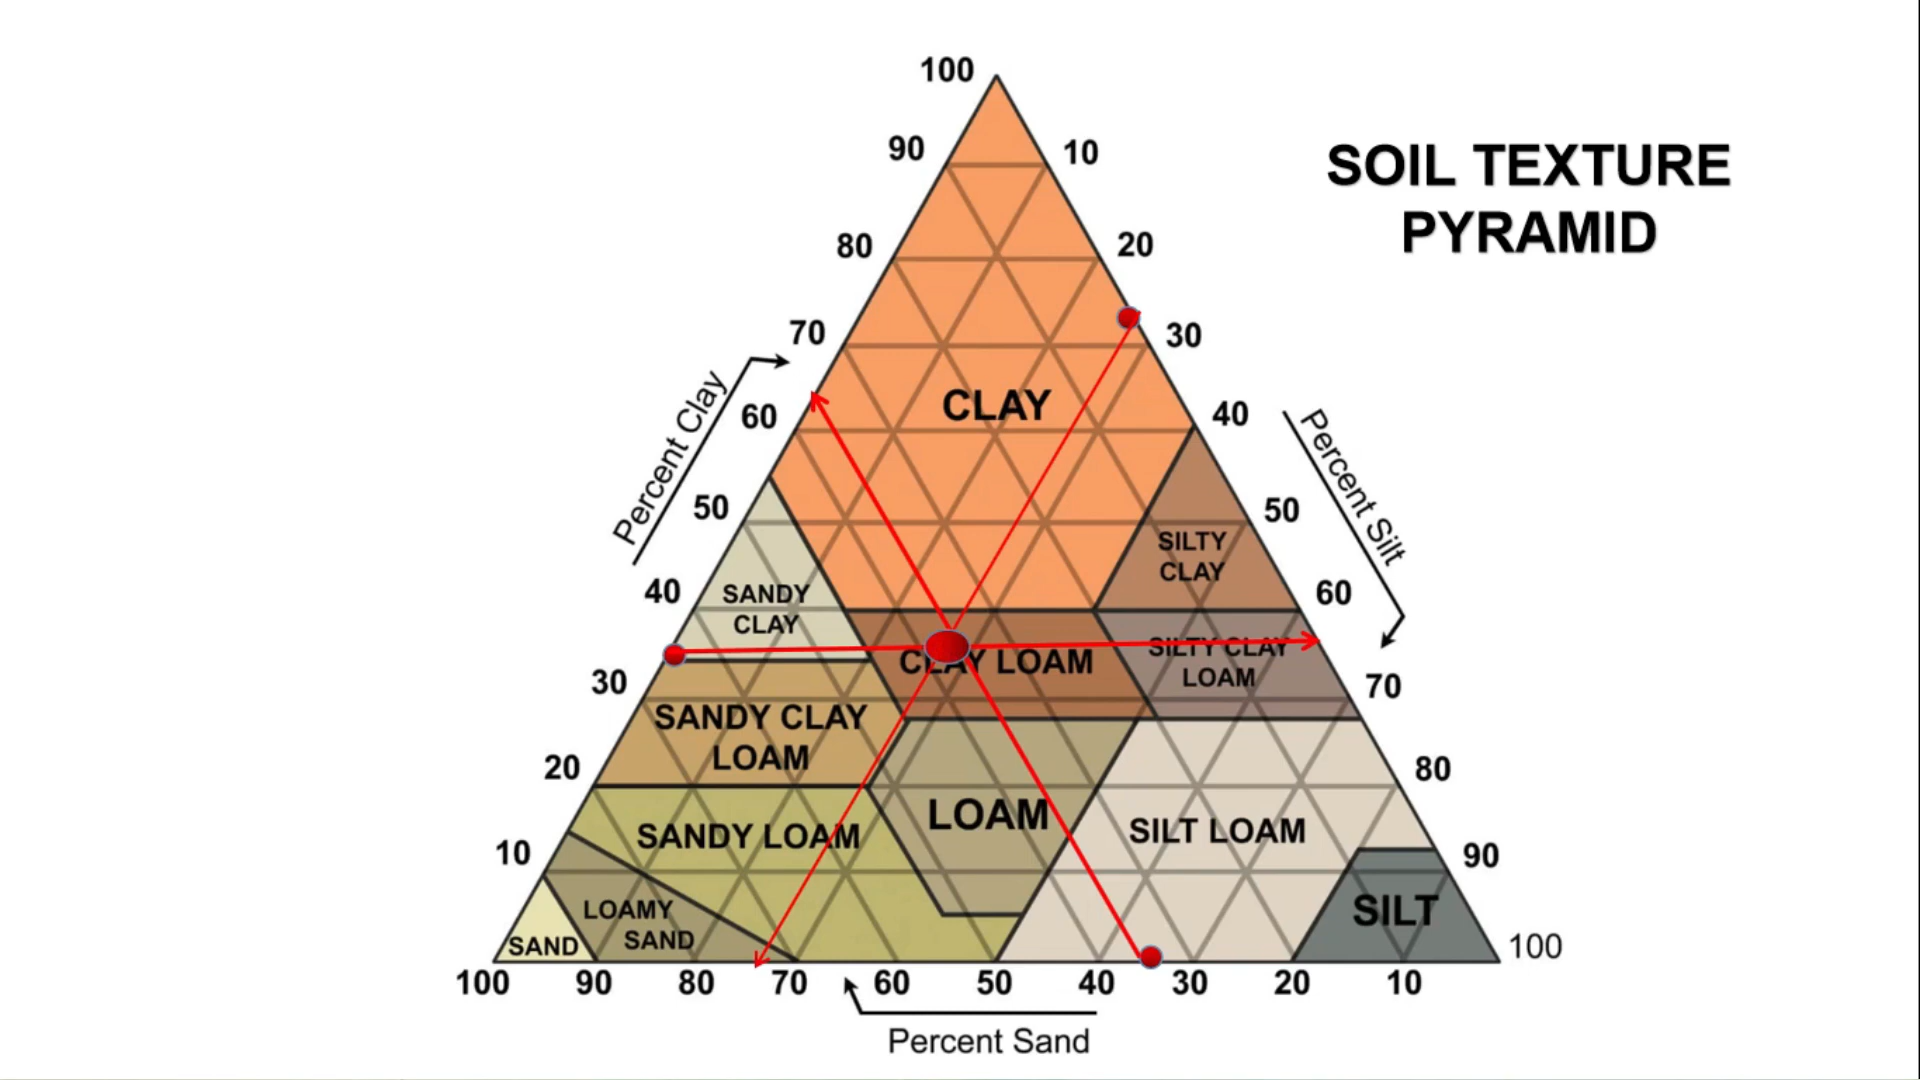 SOIL TEXTURE
PYRAMID
100
90
10
80
20
70
30
CLAY
60
40
Percent Clay
Percent Silt
50
50
SILTY
CLAY
40
60
SANDY
CLAY
30
70
CLAY LOAM
SILTY CLAY
LOAM
SANDY CLAY
LOAM
20
80
LOAM
SANDY LOAM
SILT LOAM
10
90
LOAMY
SAND
SILT
SAND
100
100 90 80 70 60 50 40 30 20 10
Percent Sand